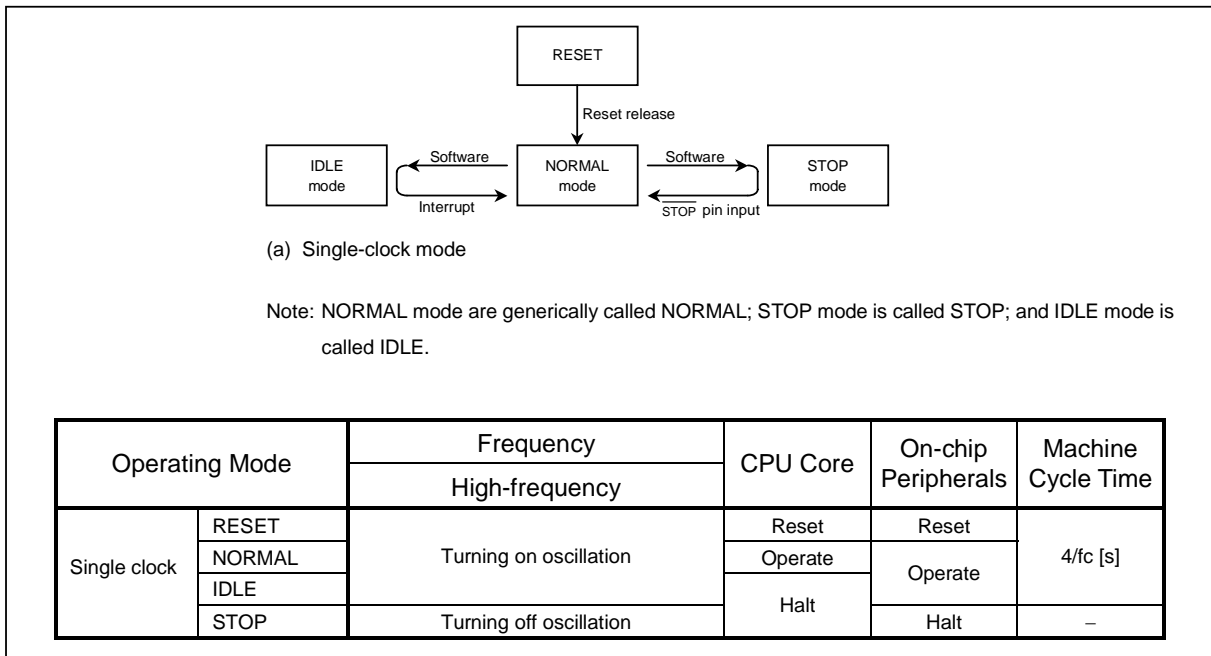 RESET
Reset release
IDLE
mode
Software
Interrupt
NORMAL
mode
Software
STOP pin input
STOP
mode
(a) Single-clock mode
Note: NORMAL mode are generically called NORMAL; STOP mode is called STOP; and IDLE mode is
called IDLE.
Operating Mode
Frequency
High-frequency
CPU Core
On-chip
Peripherals
Machine
Cycle Time
Single clock
RESET
Turning on oscillation
Reset
Reset
4/fc [s]
NORMAL
Operate
Operate
IDLE
Halt
STOP
Turning off oscillation
Halt
–